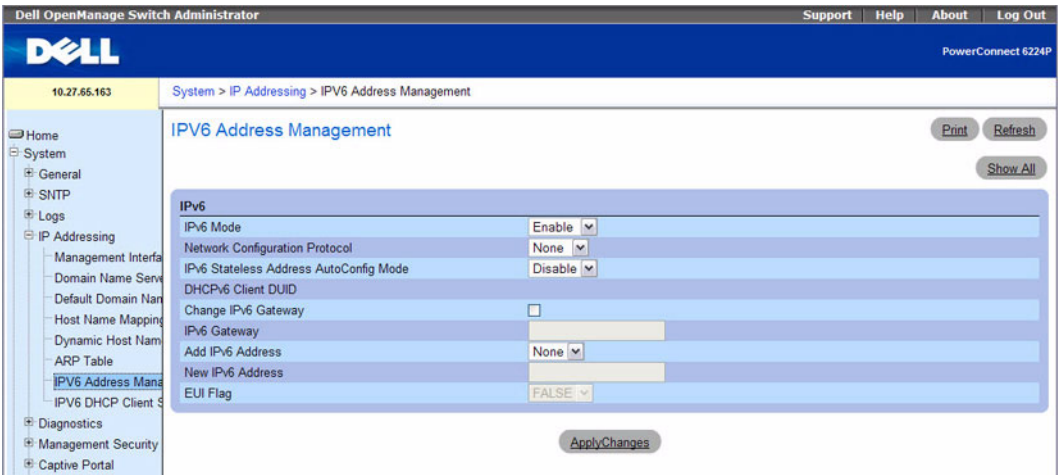 Dell OpenManage Switch Administrator
Support Help About Log Out
DELL
PowerConnect 6224P
10.27.65.163
System > IP Addressing > IPV6 Address Management
Home
System
General
SNTP
Logs
IP Addressing
Management Interfa
Domain Name Serve
Default Domain Nan
Host Name Mapping
Dynamic Host Nam
ARP Table
IPV6 Address Mana
IPV6 DHCP Client S
Diagnostics
Management Security
Captive Portal
IPV6 Address Management
Print Refresh
Show All
IPv6
IPv6 Mode Enable
Network Configuration Protocol None
IPv6 Stateless Address AutoConfig Mode Disable
DHCPv6 Client DUID
Change IPv6 Gateway
IPv6 Gateway
Add IPv6 Address None
New IPv6 Address
EUI Flag FALSE
ApplyChanges